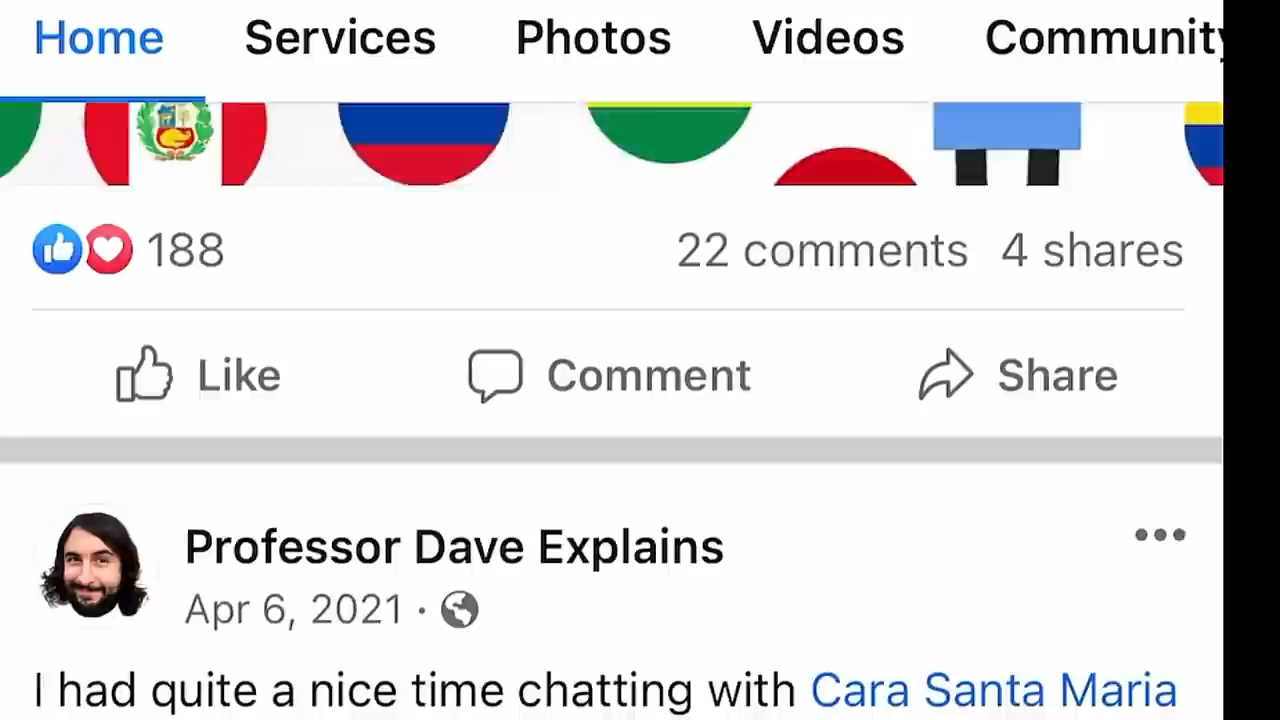 Home Services Photos Videos Community
188 22 comments 4 shares
Like Comment Share
Professor Dave Explains
Apr 6, 2021 ·
I had quite a nice time chatting with Cara Santa Maria